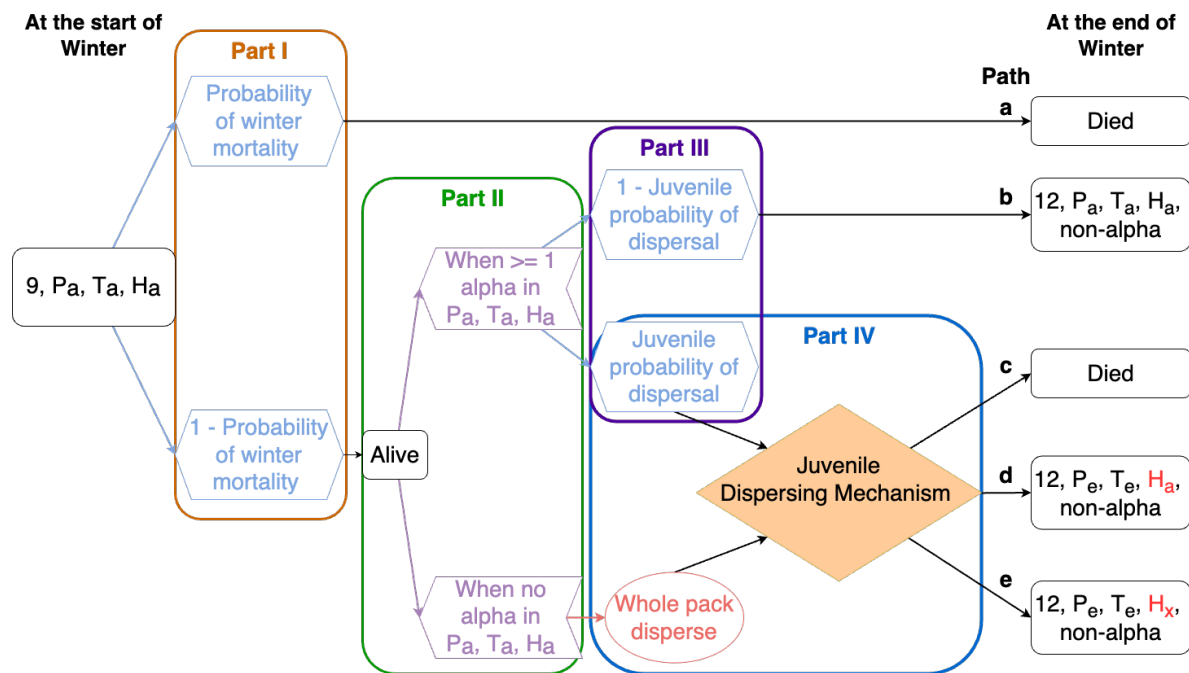 At the start of
Winter
Part I
At the end of
Winter
Path
Probability
of winter
mortality
a
Died
Part III
Part II
1 - Juvenile
probability of
dispersal
b
12, Pa, Ta, Ha,
non-alpha
9, Pa, Ta, Ha
When >= 1
alpha in
Pa, Ta, Ha
Part IV
Juvenile
probability of
dispersal
c
Died
1 - Probability
of winter
mortality
Alive
Juvenile
Dispersing Mechanism
d
12, Pe, Te, Ha,
non-alpha
When no
alpha in
Pa, Ta, Ha
Whole pack
disperse
e
12, Pe, Te, Hx,
non-alpha